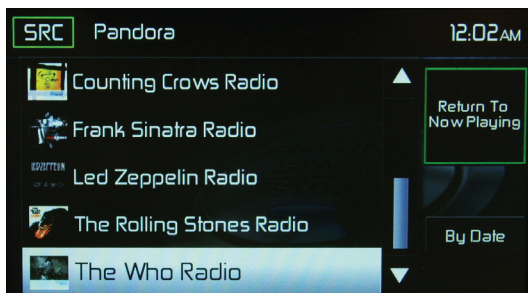 SRC Pandora 12:02AM
Counting Crows Radio
Frank Sinatra Radio
Led Zeppelin Radio
The Rolling Stones Radio
The Who Radio
Return To
Now Playing
By Date